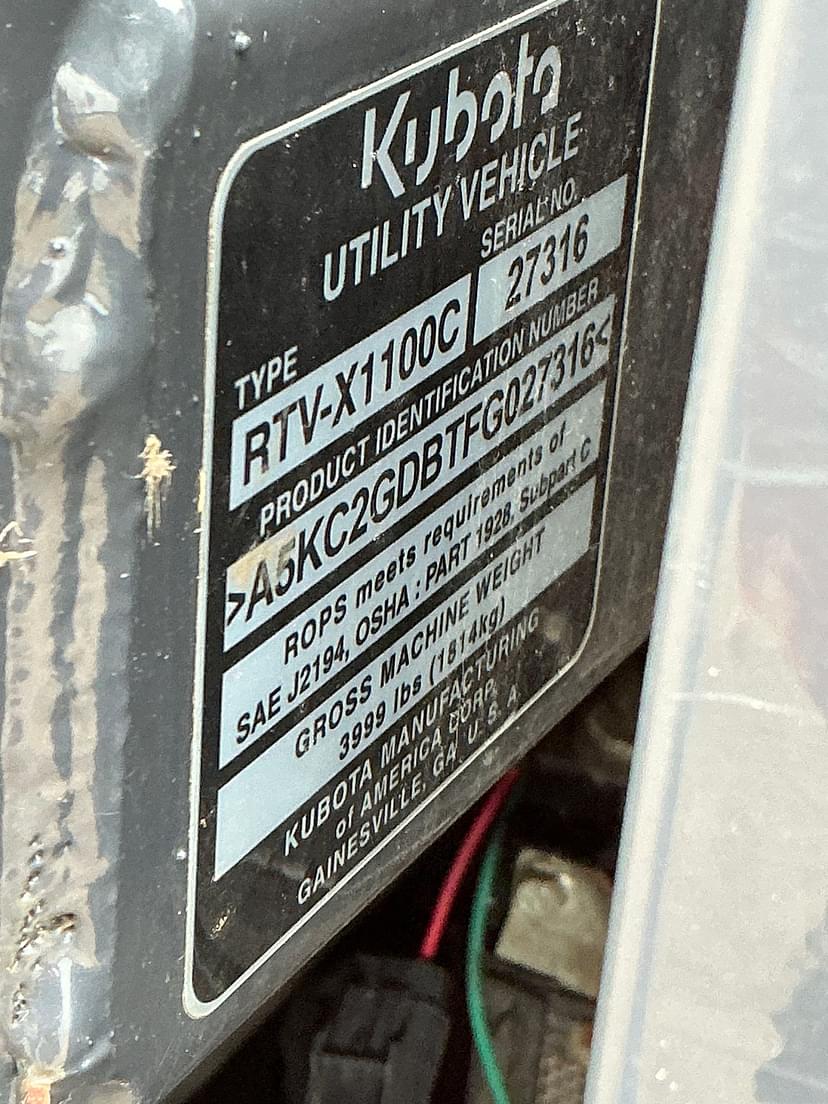 Kubota
UTILITY VEHICLE
SERIAL NO.
27316
TYPE
RTV-X1100C
PRODUCT IDENTIFICATION NUMBER
>A5KC2GDBTFG027316<
ROPS meets requirements of
SAE J2194, OSHA : PART 1928, Subpart C
GROSS MACHINE WEIGHT
3999 lbs (1814kg)
KUBOTA MANUFACTURING
of AMERICA CORP.
GAINESVILLE, GA. U. S. A.